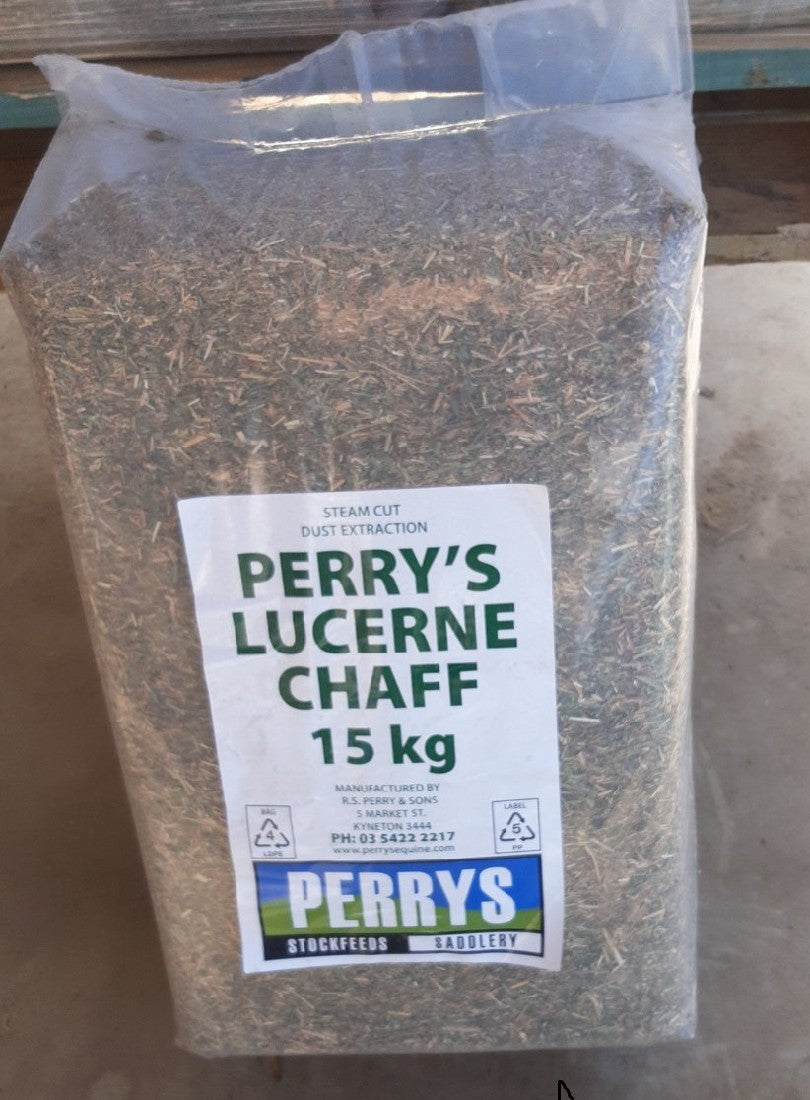 STEAM CUT
DUST EXTRACTION
PERRY'S
LUCERNE
CHAFF
15 kg
MANUFACTURED BY
R.S. PERRY & SONS
5 MARKET ST.
KYNETON 3444
PH: 03 5422 2217
www.perrysequine.com
BAG
4
LDPE
LABEL
5
PP
PERRYS
STOCKFEEDS SADDLERY